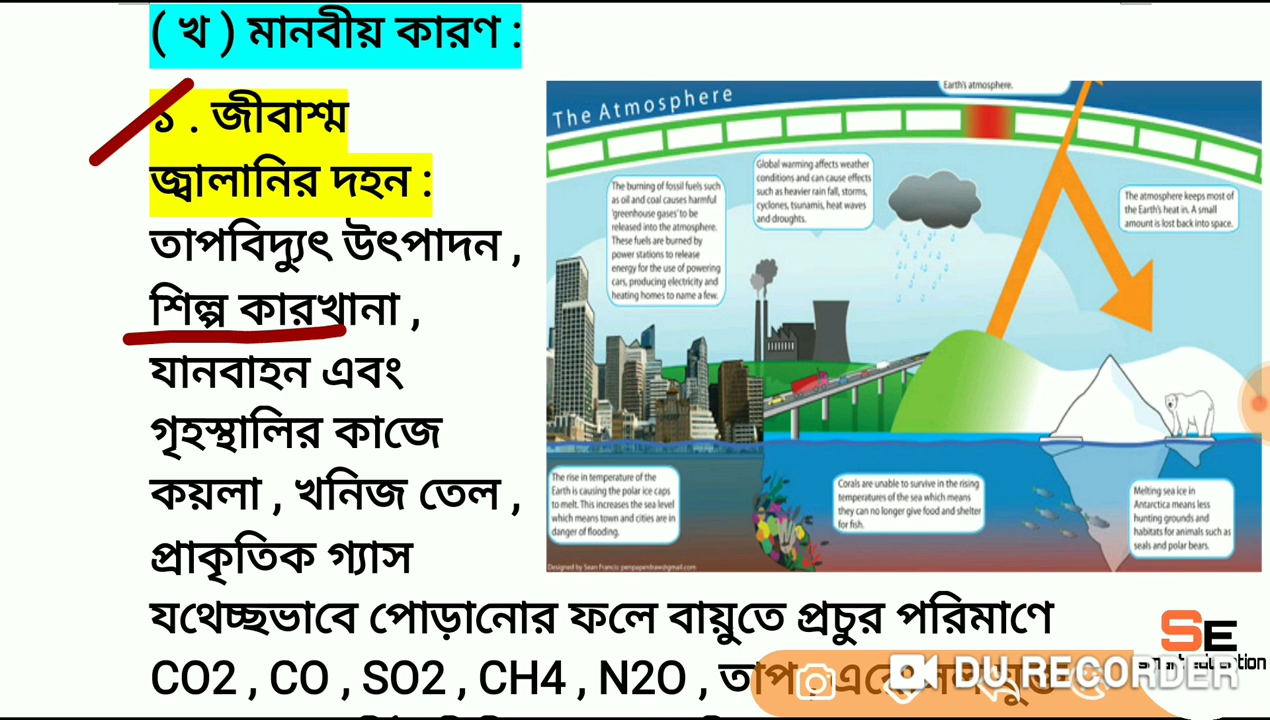 ( খ ) মানবীয় কারণ :
১ . জীবাশ্ম
জ্বালানির দহন :
তাপবিদ্যুৎ উৎপাদন ,
শিল্প কারখানা ,
যানবাহন এবং
গৃহস্থালির কাজে
কয়লা , খনিজ তেল ,
প্রাকৃতিক গ্যাস
যথেচ্ছভাবে পোড়ানোর ফলে বায়ুতে প্রচুর পরিমাণে
CO2 , CO , SO2 , CH4 , N2O , তাপ ,
Earth's atmosphere.
The Atmosphere
The burning of fossil fuels such
as oil and coal causes harmful
'greenhouse gases' to be
released into the atmosphere.
These fuels are burned by
power stations to release
energy for the use of powering
cars, producing electricity and
heating homes to name a few.
Global warming affects weather
conditions and can cause effects
such as heavier rain fall, storms,
cyclones, tsunamis, heat waves
and droughts.
The atmosphere keeps most of
the Earth's heat in. A small
amount is lost back into space.
The rise in temperature of the
Earth is causing the polar ice caps
to melt. This increases the sea level
which means town and cities are in
danger of flooding.
Corals are unable to survive in the rising
temperatures of the sea which means
they can no longer give food and shelter
for fish.
Melting sea ice in
Antarctica means less
hunting grounds and
habitats for animals such as
seals and polar bears.
Designed by Sean Francis: penpaperdraw@gmail.com
SE
DU RECORDER